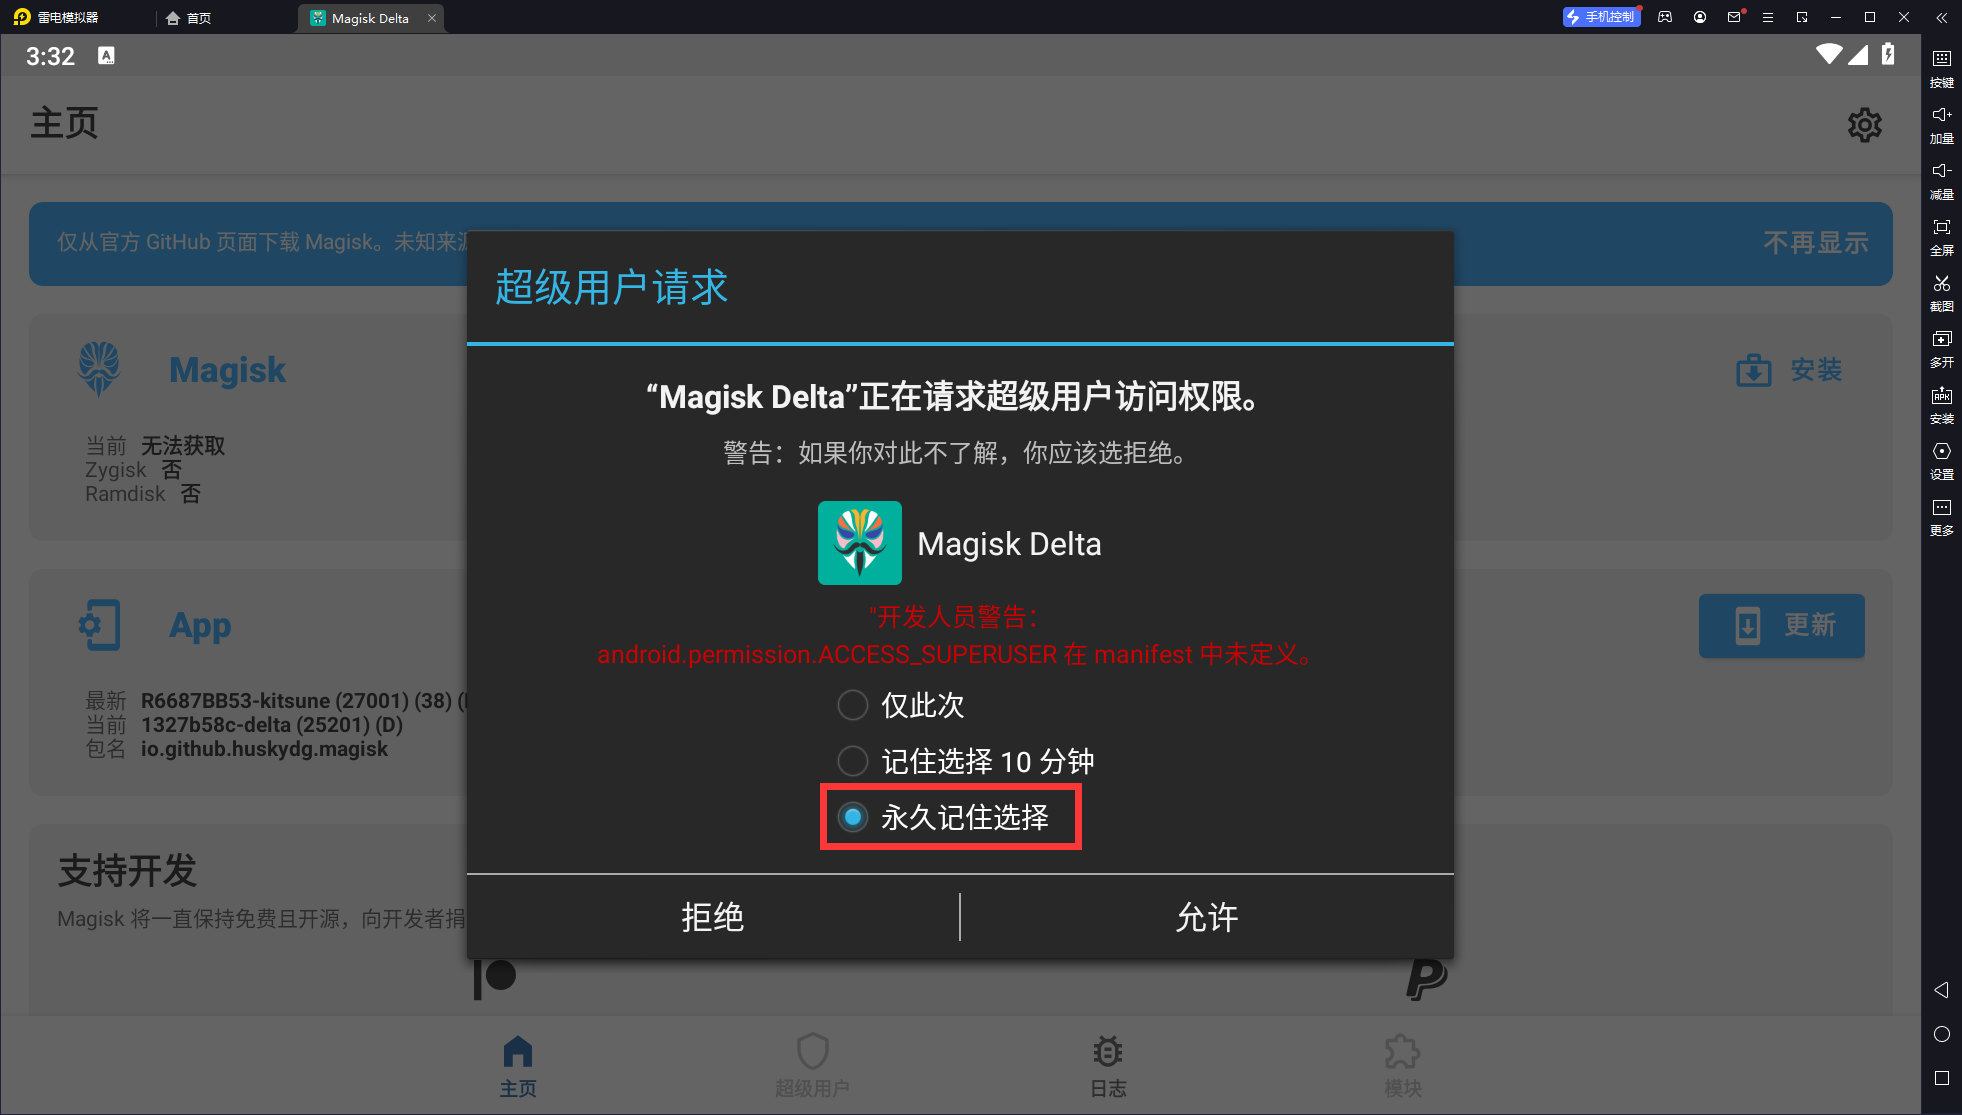 雷电模拟器
首页
Magisk Delta
手机控制
3:32
A
主页
仅从官方 GitHub 页面下载 Magisk。未知来
不再显示
Magisk
安装
当前 无法获取
Zygisk 否
Ramdisk 否
超级用户请求
“Magisk Delta”正在请求超级用户访问权限。
警告：如果你对此不了解，你应该选拒绝。
Magisk Delta
"开发人员警告：
android.permission.ACCESS_SUPERUSER 在 manifest 中未定义。
仅此次
记住选择 10 分钟
永久记住选择
拒绝
允许
App
更新
最新 R6687BB53-kitsune (27001) (38) (
当前 1327b58c-delta (25201) (D)
包名 io.github.huskydg.magisk
支持开发
Magisk 将一直保持免费且开源，向开发者捐
主页
超级用户
日志
模块
按键
加量
减量
全屏
截图
多开
APK
安装
设置
更多